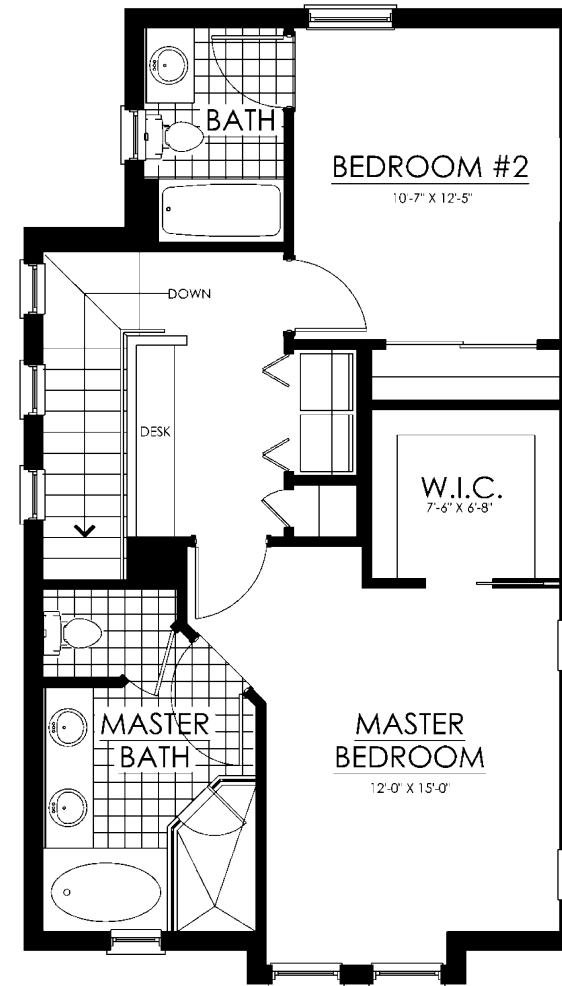 BATH
BEDROOM #2
10'-7" X 12'-5"
DOWN
DESK
W.I.C.
7'-6" X 6'-8"
MASTER
BATH
MASTER
BEDROOM
12'-0" X 15'-0"